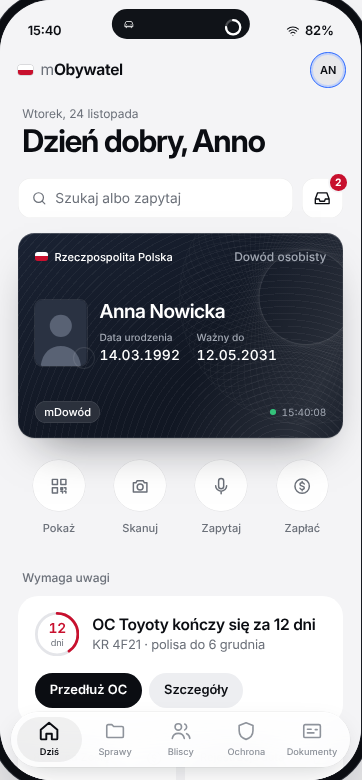 15:40
82%
mObywatel
AN
Wtorek, 24 listopada
Dzień dobry, Anno
Szukaj albo zapytaj
2
Rzeczpospolita Polska
Dowód osobisty
Anna Nowicka
Data urodzenia
Ważny do
14.03.1992
12.05.2031
mDowód
15:40:08
Pokaż
Skanuj
Zapytaj
Zapłać
Wymaga uwagi
12
dni
OC Toyoty kończy się za 12 dni
KR 4F21 · polisa do 6 grudnia
Przedłuż OC
Szczegóły
Dziś
Sprawy
Bliscy
Ochrona
Dokumenty